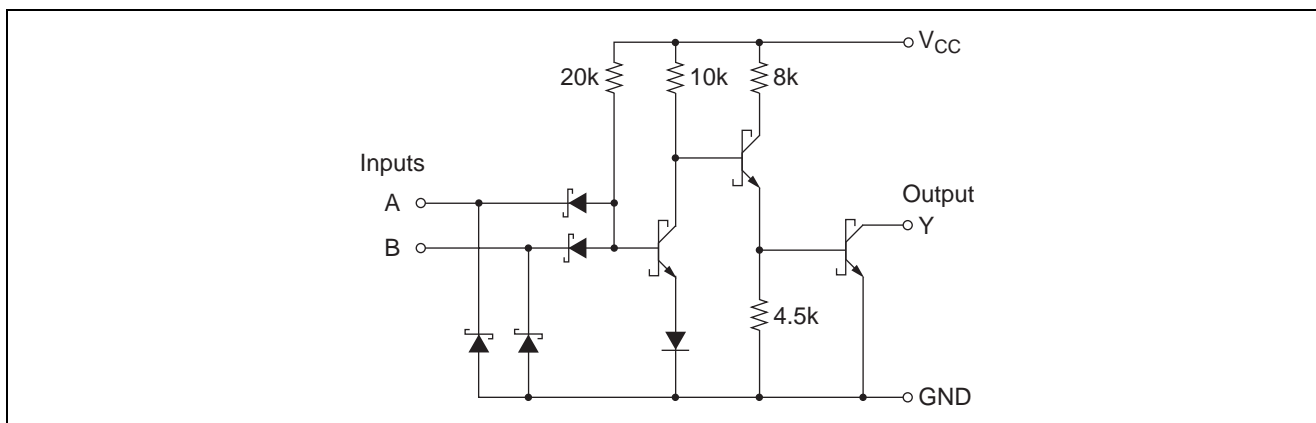 V_CC
20k 10k 8k
Inputs
A
Output
B Y
4.5k
GND